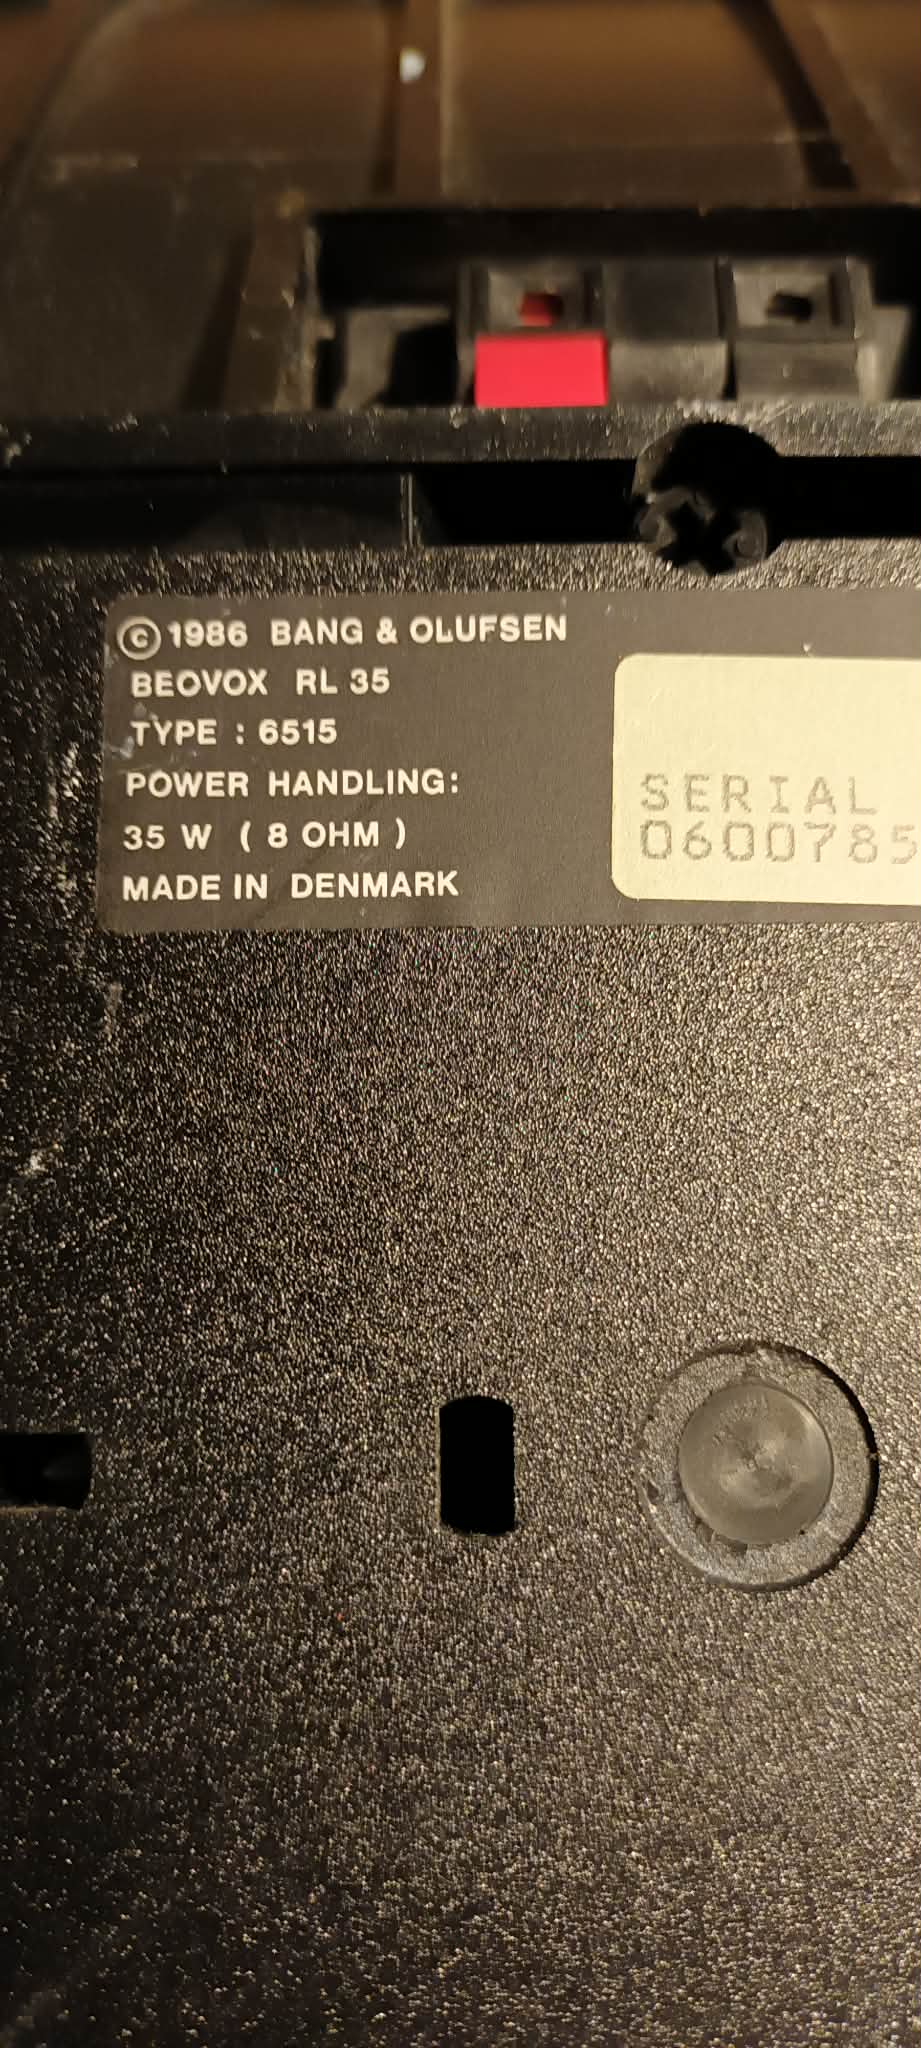 © 1986 BANG & OLUFSEN
BEOVOX RL 35
TYPE : 6515
POWER HANDLING:
35 W ( 8 OHM )
MADE IN DENMARK
SERIAL
0600785